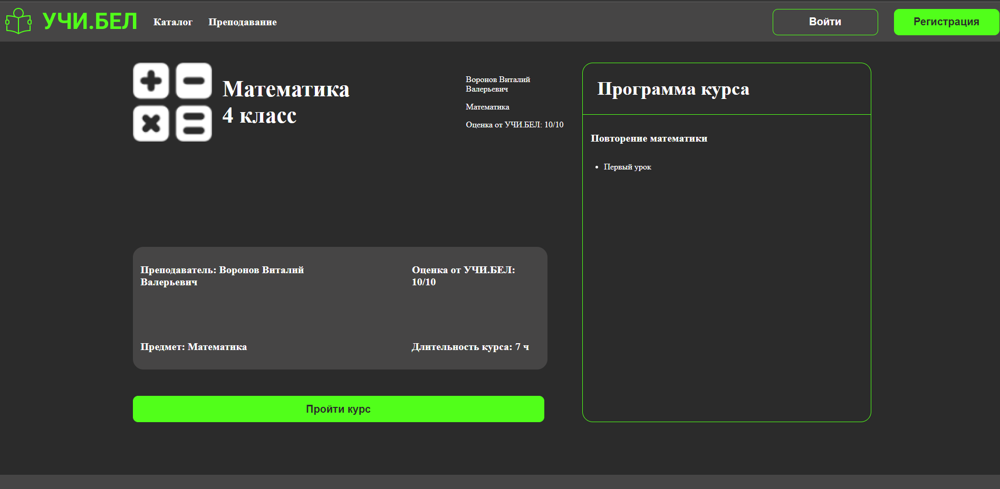 УЧИ.БЕЛ
Каталог
Преподавание
Войти
Регистрация
Математика
4 класс
Воронов Виталий
Валерьевич
Математика
Оценка от УЧИ.БЕЛ: 10/10
Программа курса
Повторение математики
Первый урок
Преподаватель: Воронов Виталий
Валерьевич
Оценка от УЧИ.БЕЛ:
10/10
Предмет: Математика
Длительность курса: 7 ч
Пройти курс